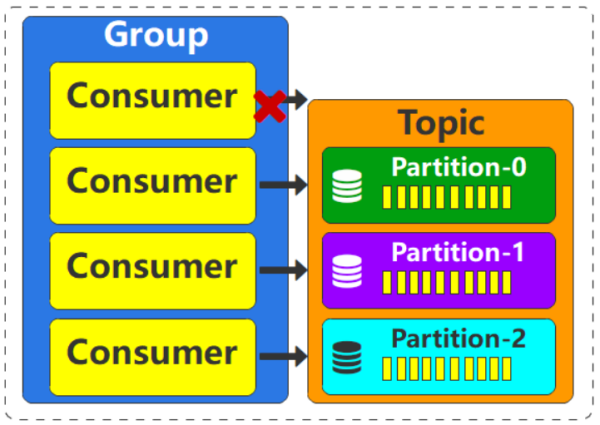 Group
Consumer
Topic
Consumer
Partition-0
Consumer
Partition-1
Consumer
Partition-2